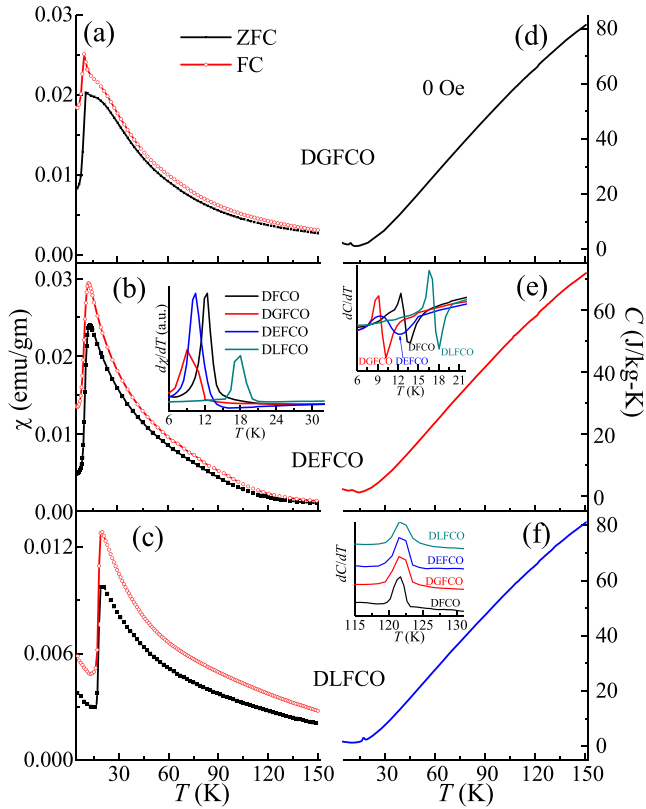 (a)
ZFC
FC
(d)
0 Oe
DGFCO
0.03
0.02
0.01
0.00
80
60
40
20
0
(b)
DFCO
DGFCO
DEFCO
DLFCO
dχ/dT (a.u.)
6 12 18 24 30
T (K)
(e)
dC/dT
DGFCO
DEFCO
DFCO
DLFCO
6 9 12 15 18 21
T (K)
DEFCO
0.03
0.02
0.01
0.00
60
40
20
0
χ (emu/gm)
C (J/kg-K)
(c)
(f)
dC/dT
DLFCO
DEFCO
DGFCO
DFCO
115 120 125 130
T (K)
DLFCO
0.012
0.006
0.000
80
60
40
20
0
30 60 90 120 150
30 60 90 120 150
T (K)
T (K)